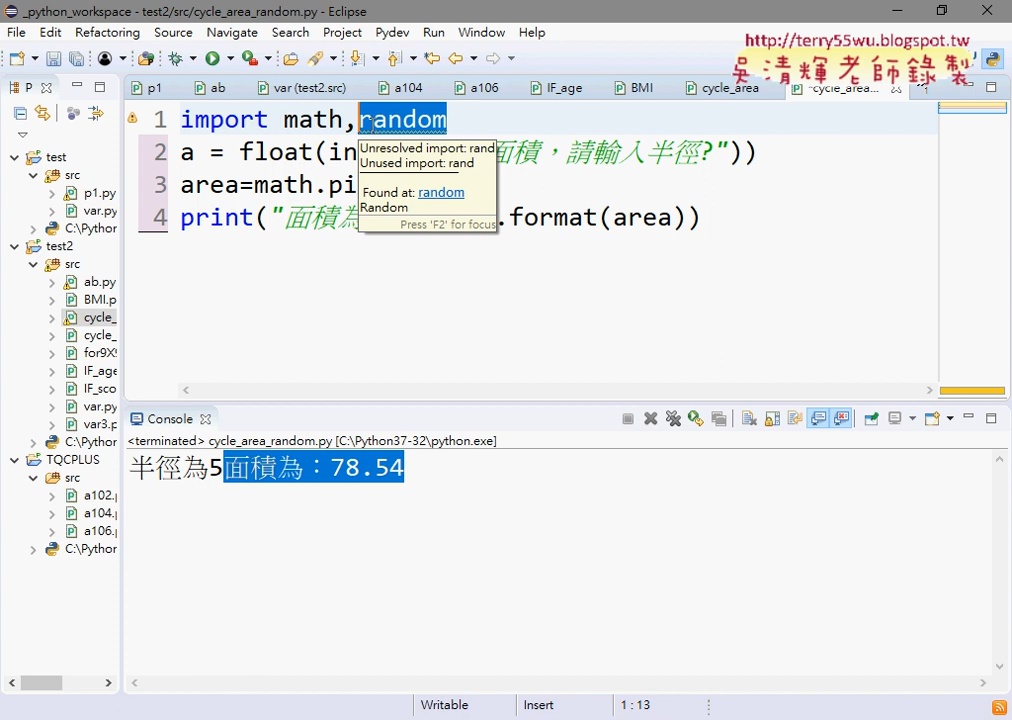 _python_workspace - test2/src/cycle_area_random.py - Eclipse
File Edit Refactoring Source Navigate Search Project Pydev Run Window Help
http://terry55wu.blogspot.tw
吳清輝老師錄製
P
p1 ab var (test2.src) a104 a106 IF_age BMI cycle_area *cycle_area...
1 import math,random
2 a = float(in 面積，請輸入半徑?"))
3 area=math.pi
4 print("面積為 .format(area))
Unresolved import: rand
Unused import: rand
Found at: random
Random
Press 'F2' for focus
test
src
p1.py
var.py
C:\Python
test2
src
ab.py
BMI.p
cycle_
cycle_
for9X9
IF_age
IF_sco
var.py
var3.p
C:\Python
TQCPLUS
src
a102.p
a104.p
a106.p
C:\Python
Console
<terminated> cycle_area_random.py [C:\Python37-32\python.exe]
半徑為5面積為：78.54
Writable Insert 1 : 13